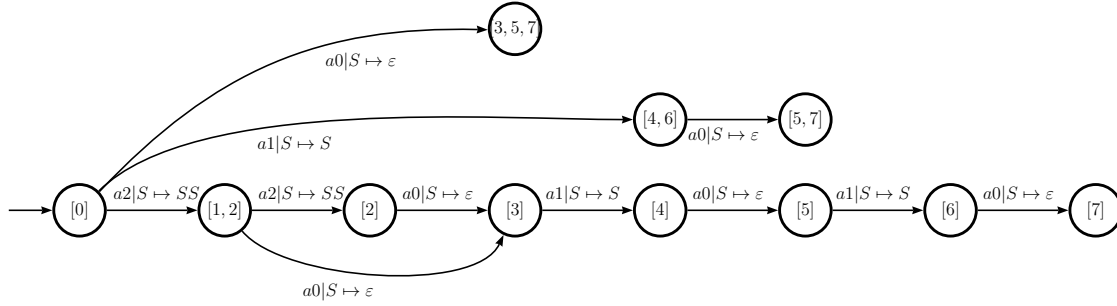 [3, 5, 7]
a0|S ↦ ε
[4, 6]
a0|S ↦ ε
[5, 7]
a1|S ↦ S
[0]
a2|S ↦ SS
[1, 2]
a2|S ↦ SS
[2]
a0|S ↦ ε
[3]
a1|S ↦ S
[4]
a0|S ↦ ε
[5]
a1|S ↦ S
[6]
a0|S ↦ ε
[7]
a0|S ↦ ε